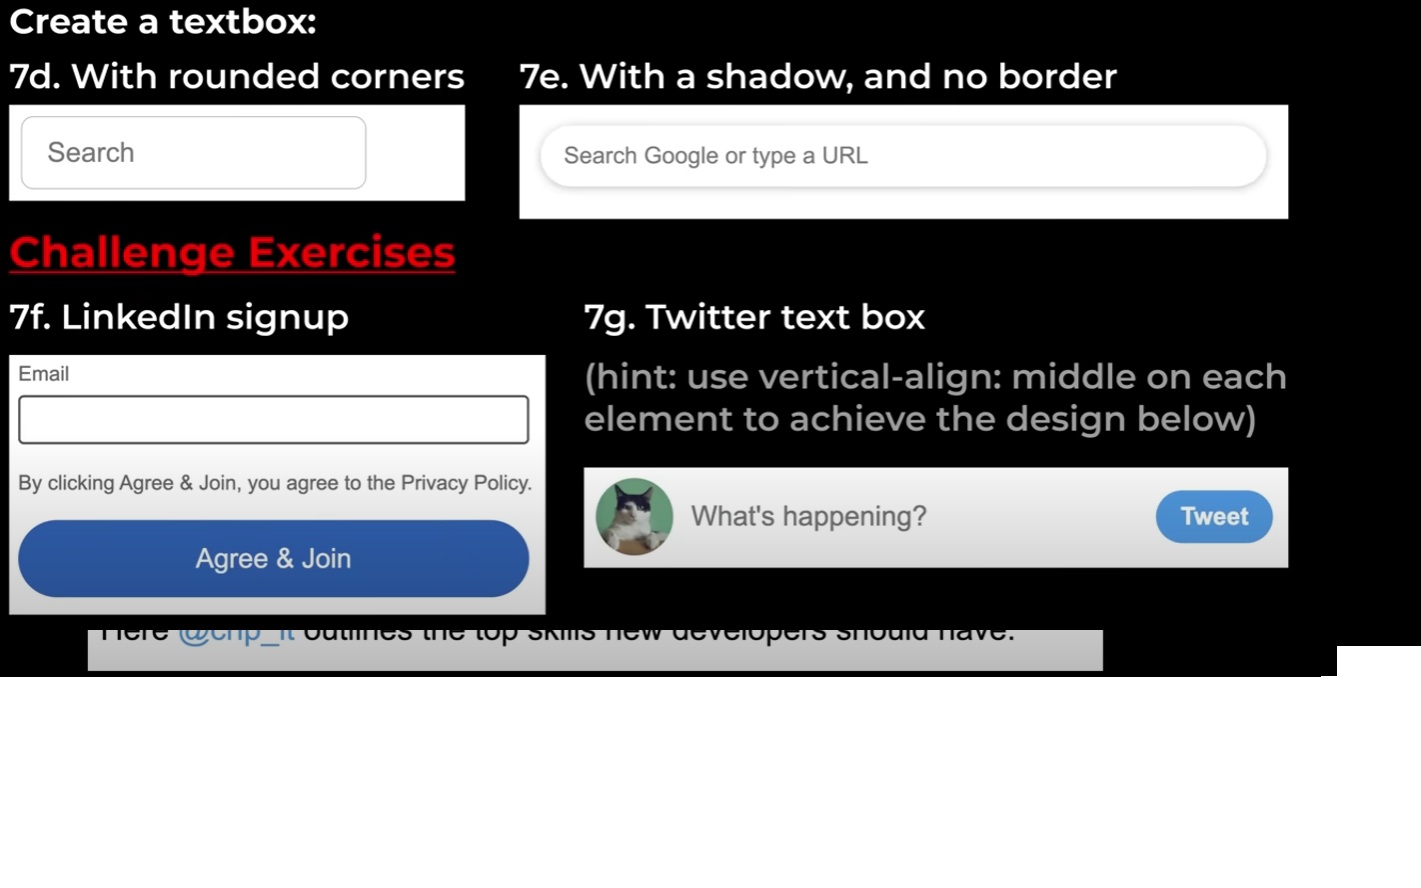 Create a textbox:
7d. With rounded corners
7e. With a shadow, and no border
Search
Search Google or type a URL
Challenge Exercises
7f. LinkedIn signup
7g. Twitter text box
(hint: use vertical-align: middle on each
element to achieve the design below)
Email
By clicking Agree & Join, you agree to the Privacy Policy.
Agree & Join
What's happening?
Tweet
Here @chp_it outlines the top skills new developers should have.